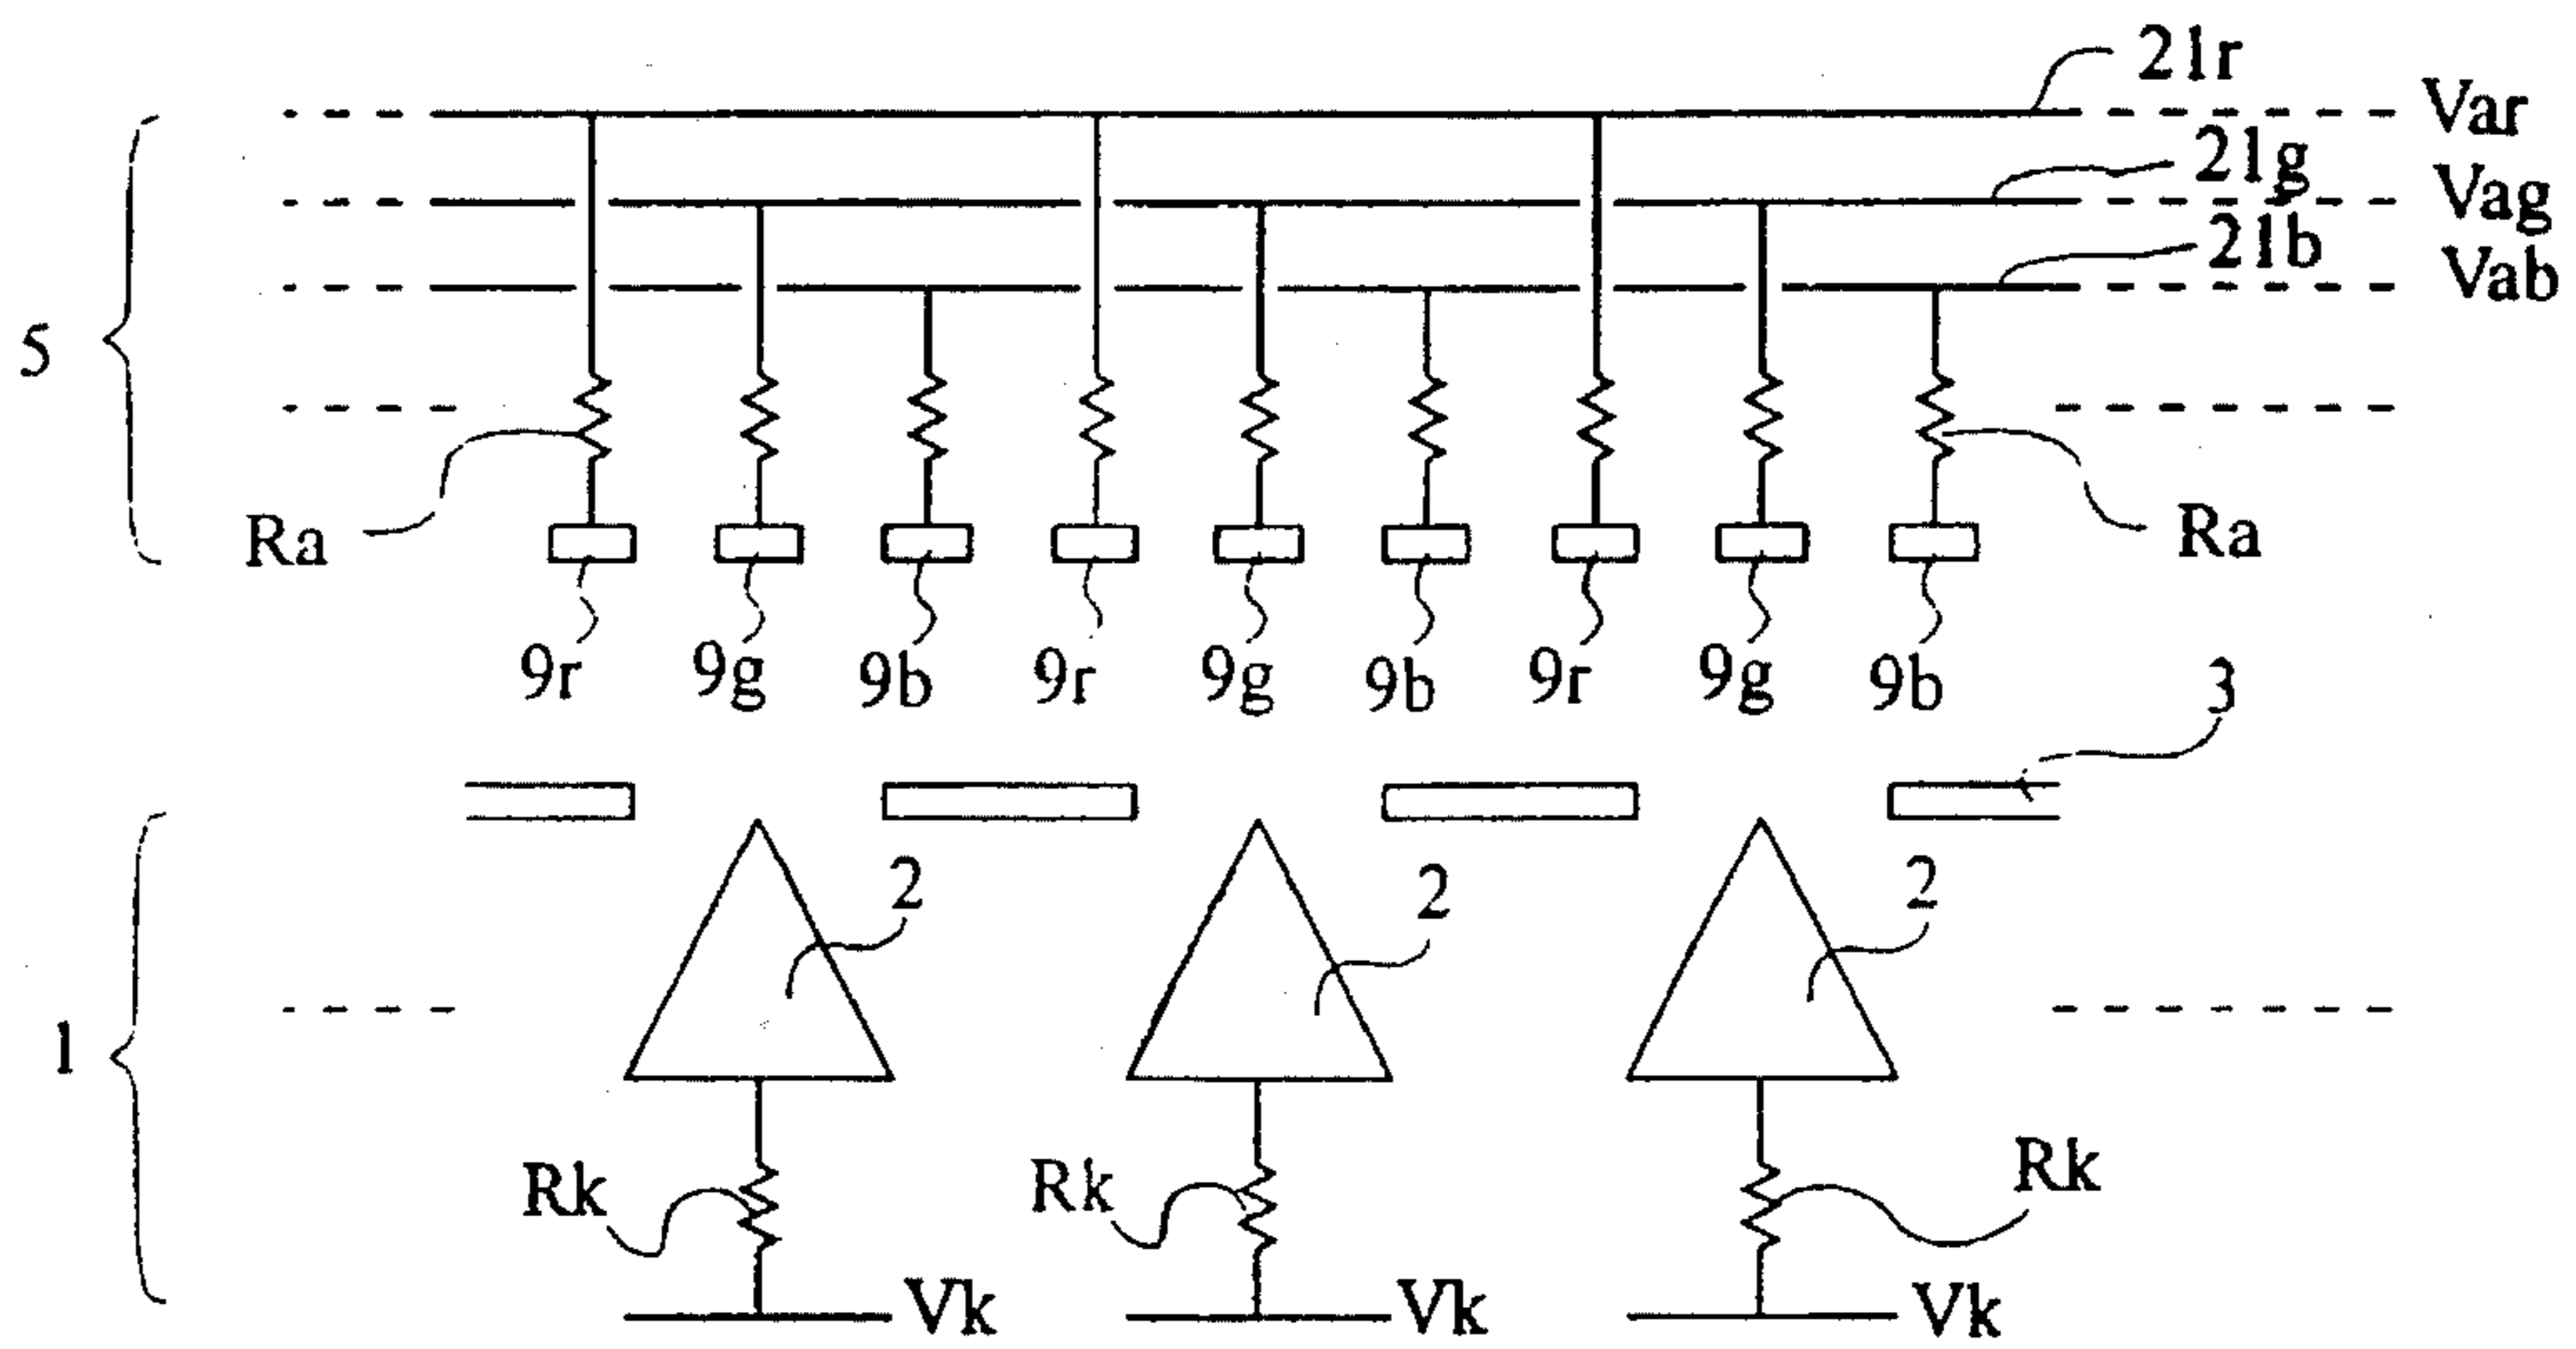 21r
Var
21g
Vag
21b
Vab
5
Ra Ra
9r 9g 9b 9r 9g 9b 9r 9g 9b
3
2 2 2
1
Rk Rk Rk
Vk Vk Vk